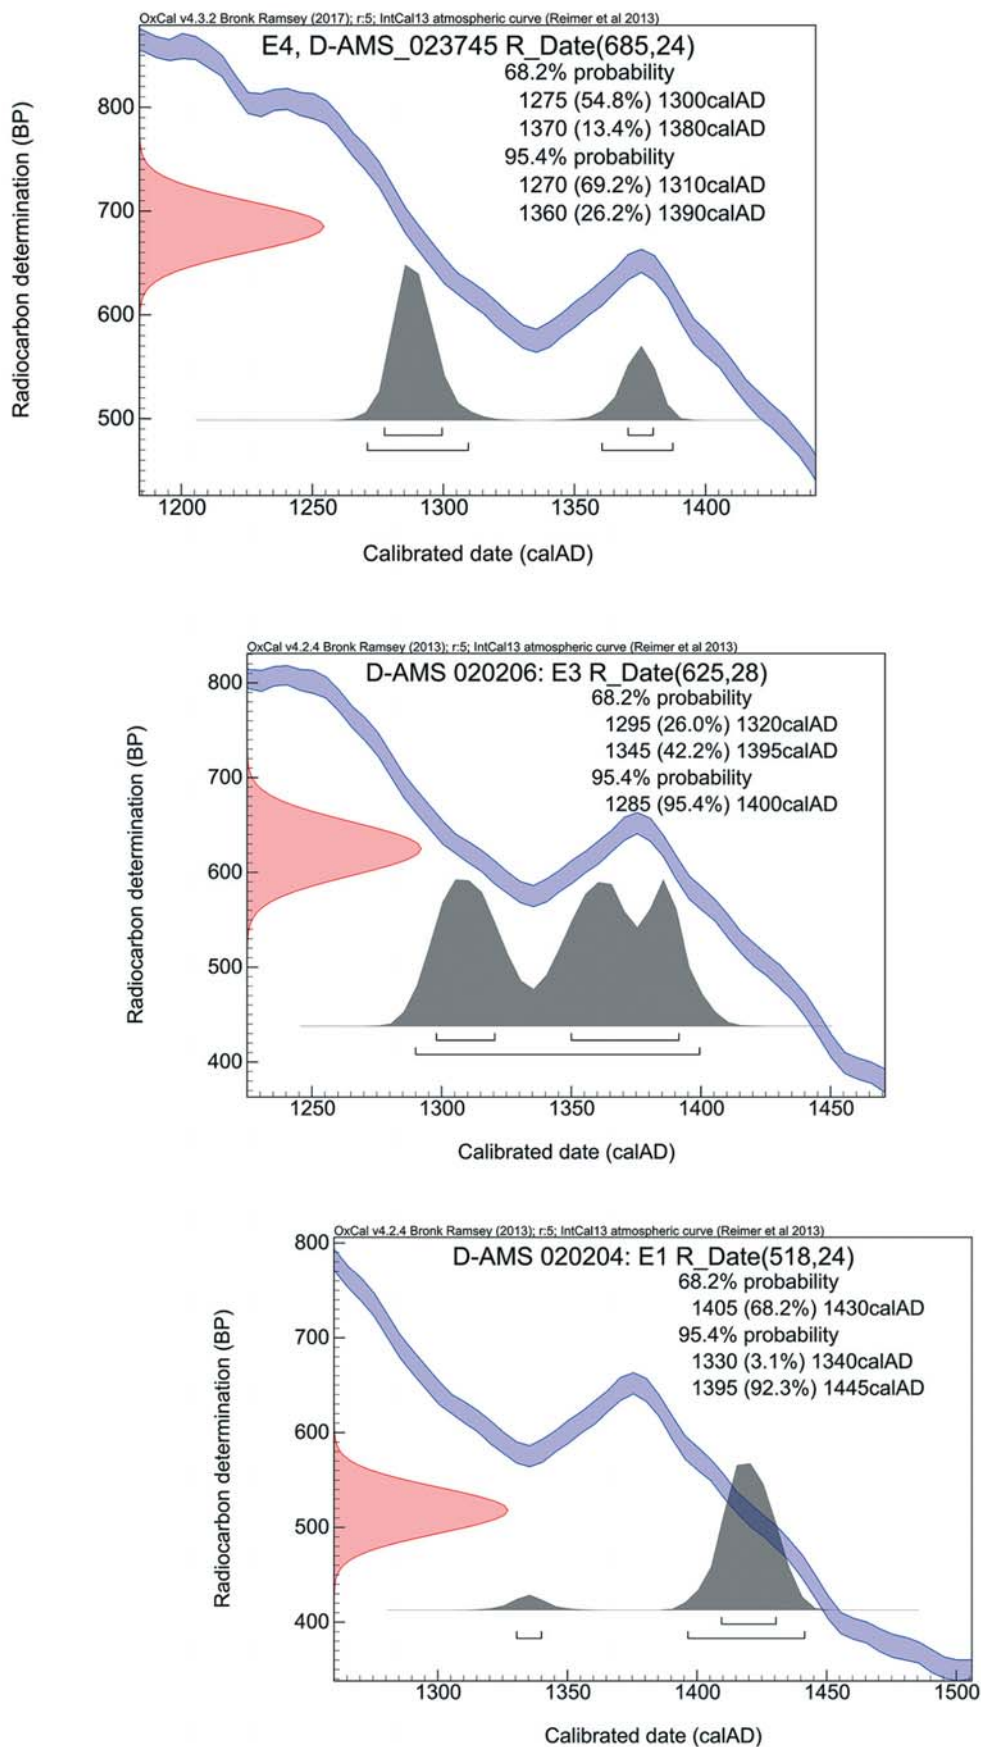 OxCal v4.3.2 Bronk Ramsey (2017); r:5; IntCal13 atmospheric curve (Reimer et al 2013)
E4, D-AMS_023745 R_Date(685,24)
68.2% probability
1275 (54.8%) 1300calAD
1370 (13.4%) 1380calAD
95.4% probability
1270 (69.2%) 1310calAD
1360 (26.2%) 1390calAD
Radiocarbon determination (BP)
800
700
600
500
1200 1250 1300 1350 1400
Calibrated date (calAD)
OxCal v4.2.4 Bronk Ramsey (2013); r:5; IntCal13 atmospheric curve (Reimer et al 2013)
D-AMS 020206: E3 R_Date(625,28)
68.2% probability
1295 (26.0%) 1320calAD
1345 (42.2%) 1395calAD
95.4% probability
1285 (95.4%) 1400calAD
Radiocarbon determination (BP)
800
700
600
500
400
1250 1300 1350 1400 1450
Calibrated date (calAD)
OxCal v4.2.4 Bronk Ramsey (2013); r:5; IntCal13 atmospheric curve (Reimer et al 2013)
D-AMS 020204: E1 R_Date(518,24)
68.2% probability
1405 (68.2%) 1430calAD
95.4% probability
1330 (3.1%) 1340calAD
1395 (92.3%) 1445calAD
Radiocarbon determination (BP)
800
700
600
500
400
1300 1350 1400 1450 1500
Calibrated date (calAD)